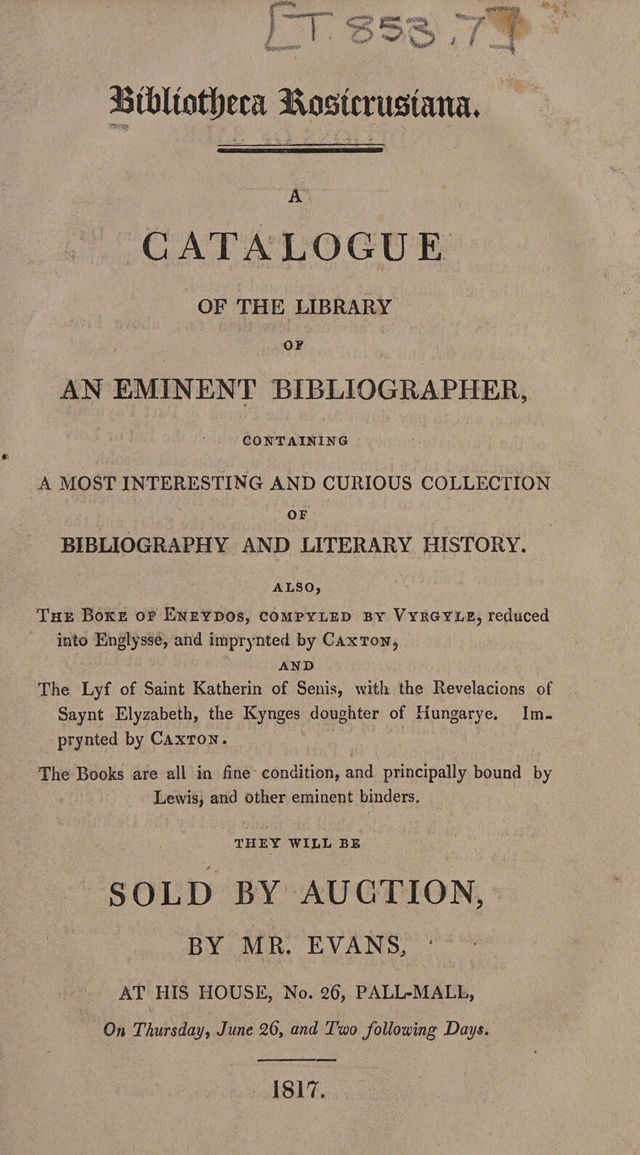 [T. 853.7]
Bibliotheca Rosicrusiana.
A
CATALOGUE
OF THE LIBRARY
OF
AN EMINENT BIBLIOGRAPHER,
CONTAINING
A MOST INTERESTING AND CURIOUS COLLECTION
OF
BIBLIOGRAPHY AND LITERARY HISTORY.
ALSO,
THE BOKE OF ENEYDOS, COMPYLED BY VYRGYLE, reduced
into Englysse, and imprynted by CAXTON,
AND
The Lyf of Saint Katherin of Senis, with the Revelacions of
Saynt Elyzabeth, the Kynges doughter of Hungarye. Im-
prynted by CAXTON.
The Books are all in fine condition, and principally bound by
Lewis, and other eminent binders.
THEY WILL BE
SOLD BY AUCTION,
BY MR. EVANS,
AT HIS HOUSE, No. 26, PALL-MALL,
On Thursday, June 26, and Two following Days.
1817.